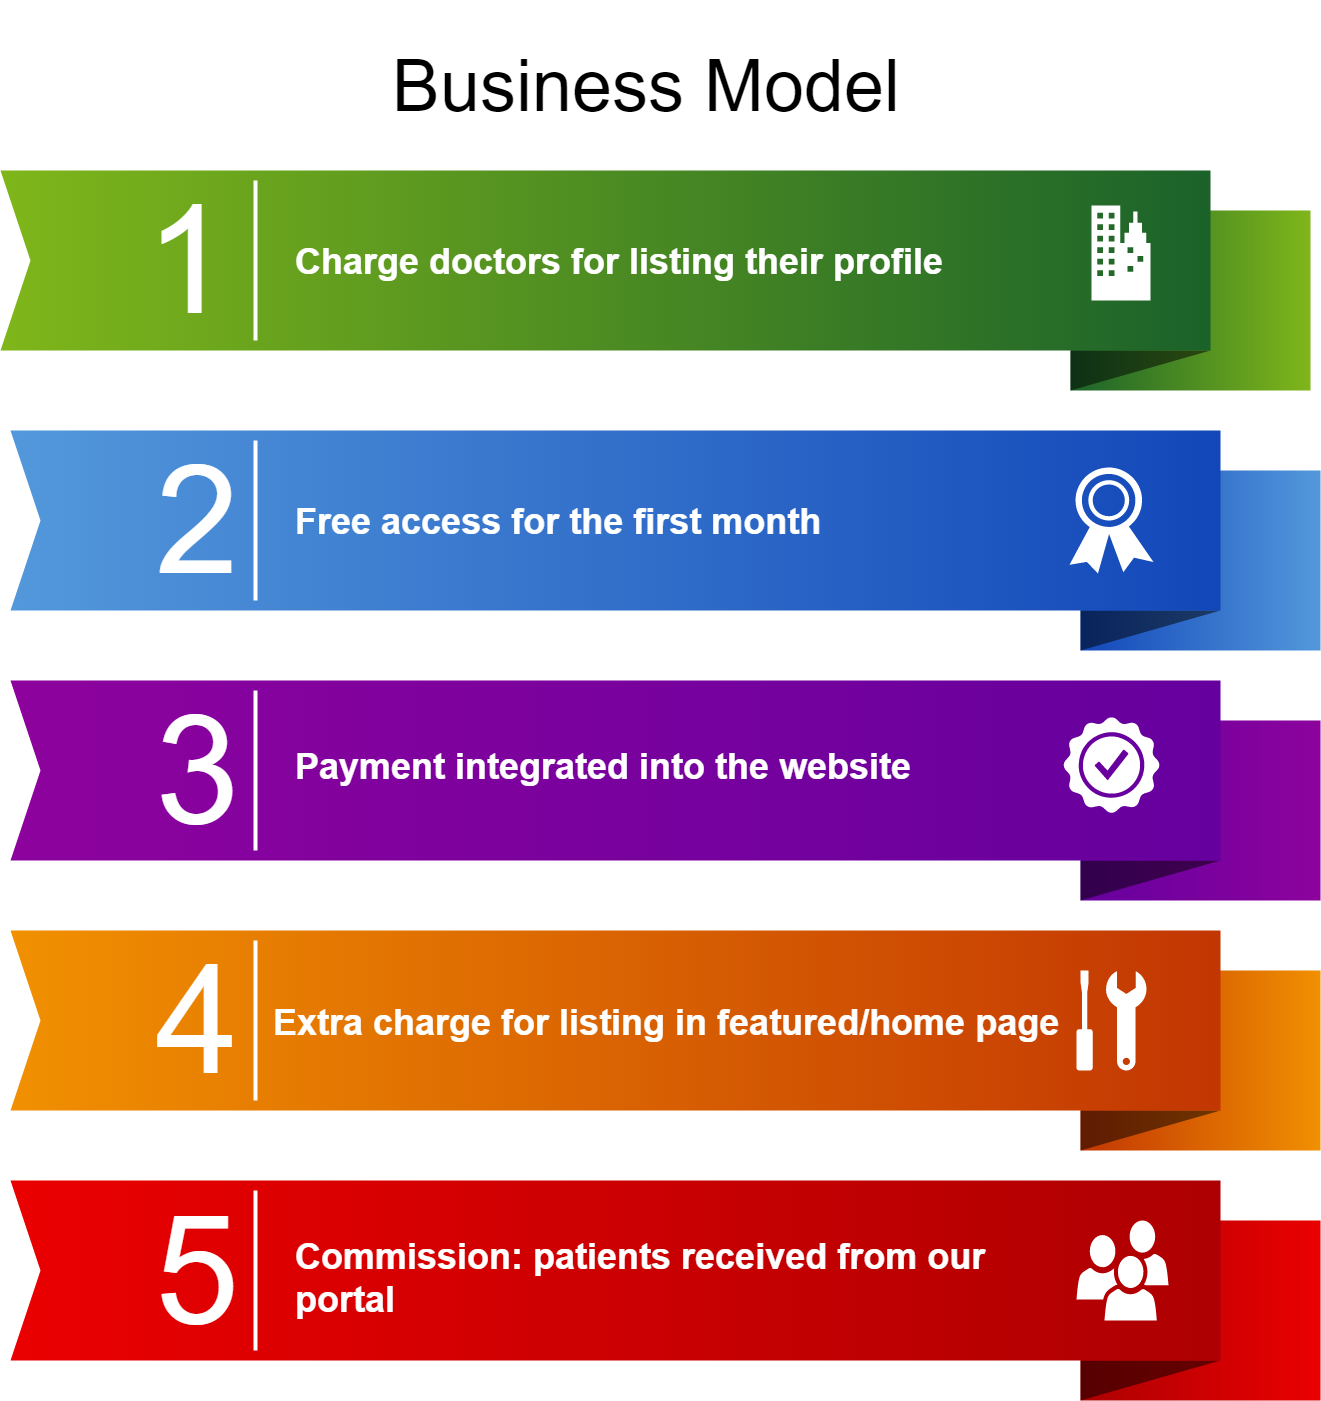 Business Model
1
Charge doctors for listing their profile
2
Free access for the first month
3
Payment integrated into the website
4
Extra charge for listing in featured/home page
5
Commission: patients received from our
portal